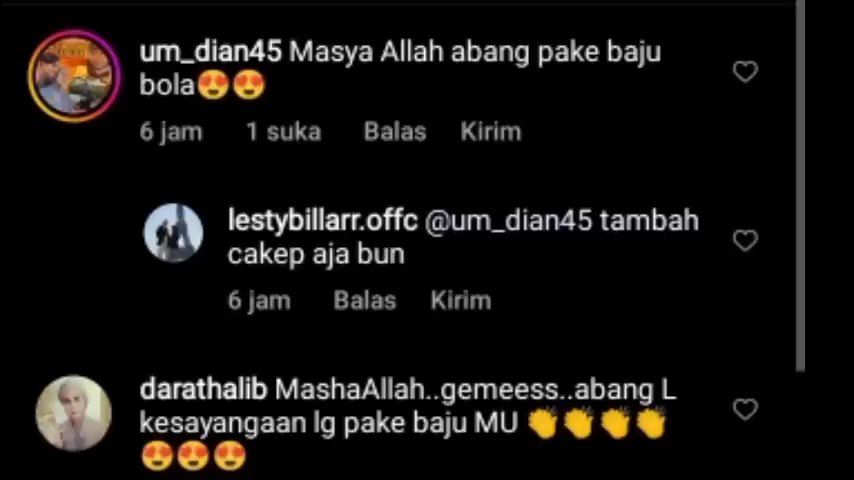 um_dian45 Masya Allah abang pake baju
bola😍😍
6 jam 1 suka Balas Kirim
lestybillarr.offc @um_dian45 tambah
cakep aja bun
6 jam Balas Kirim
darathalib MashaAllah..gemeess..abang L
kesayangaan lg pake baju MU 👏👏👏👏
😍😍😍